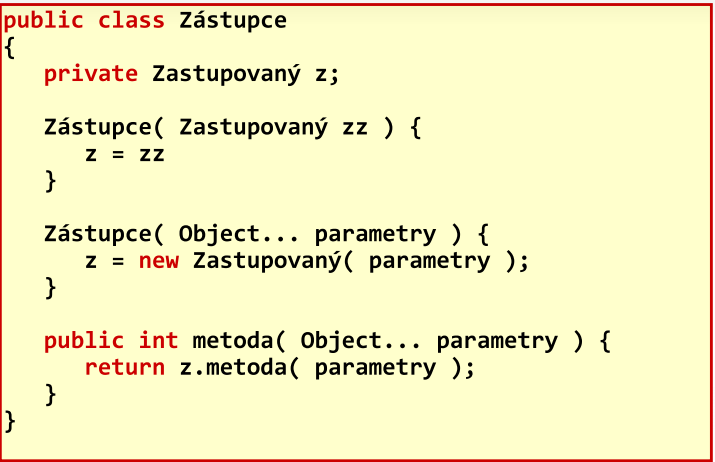 public class Zástupce
{
   private Zastupovaný z;
   Zástupce( Zastupovaný zz ) {
      z = zz
   }
   Zástupce( Object... parametry ) {
      z = new Zastupovaný( parametry );
   }
   public int metoda( Object... parametry ) {
      return z.metoda( parametry );
   }
}